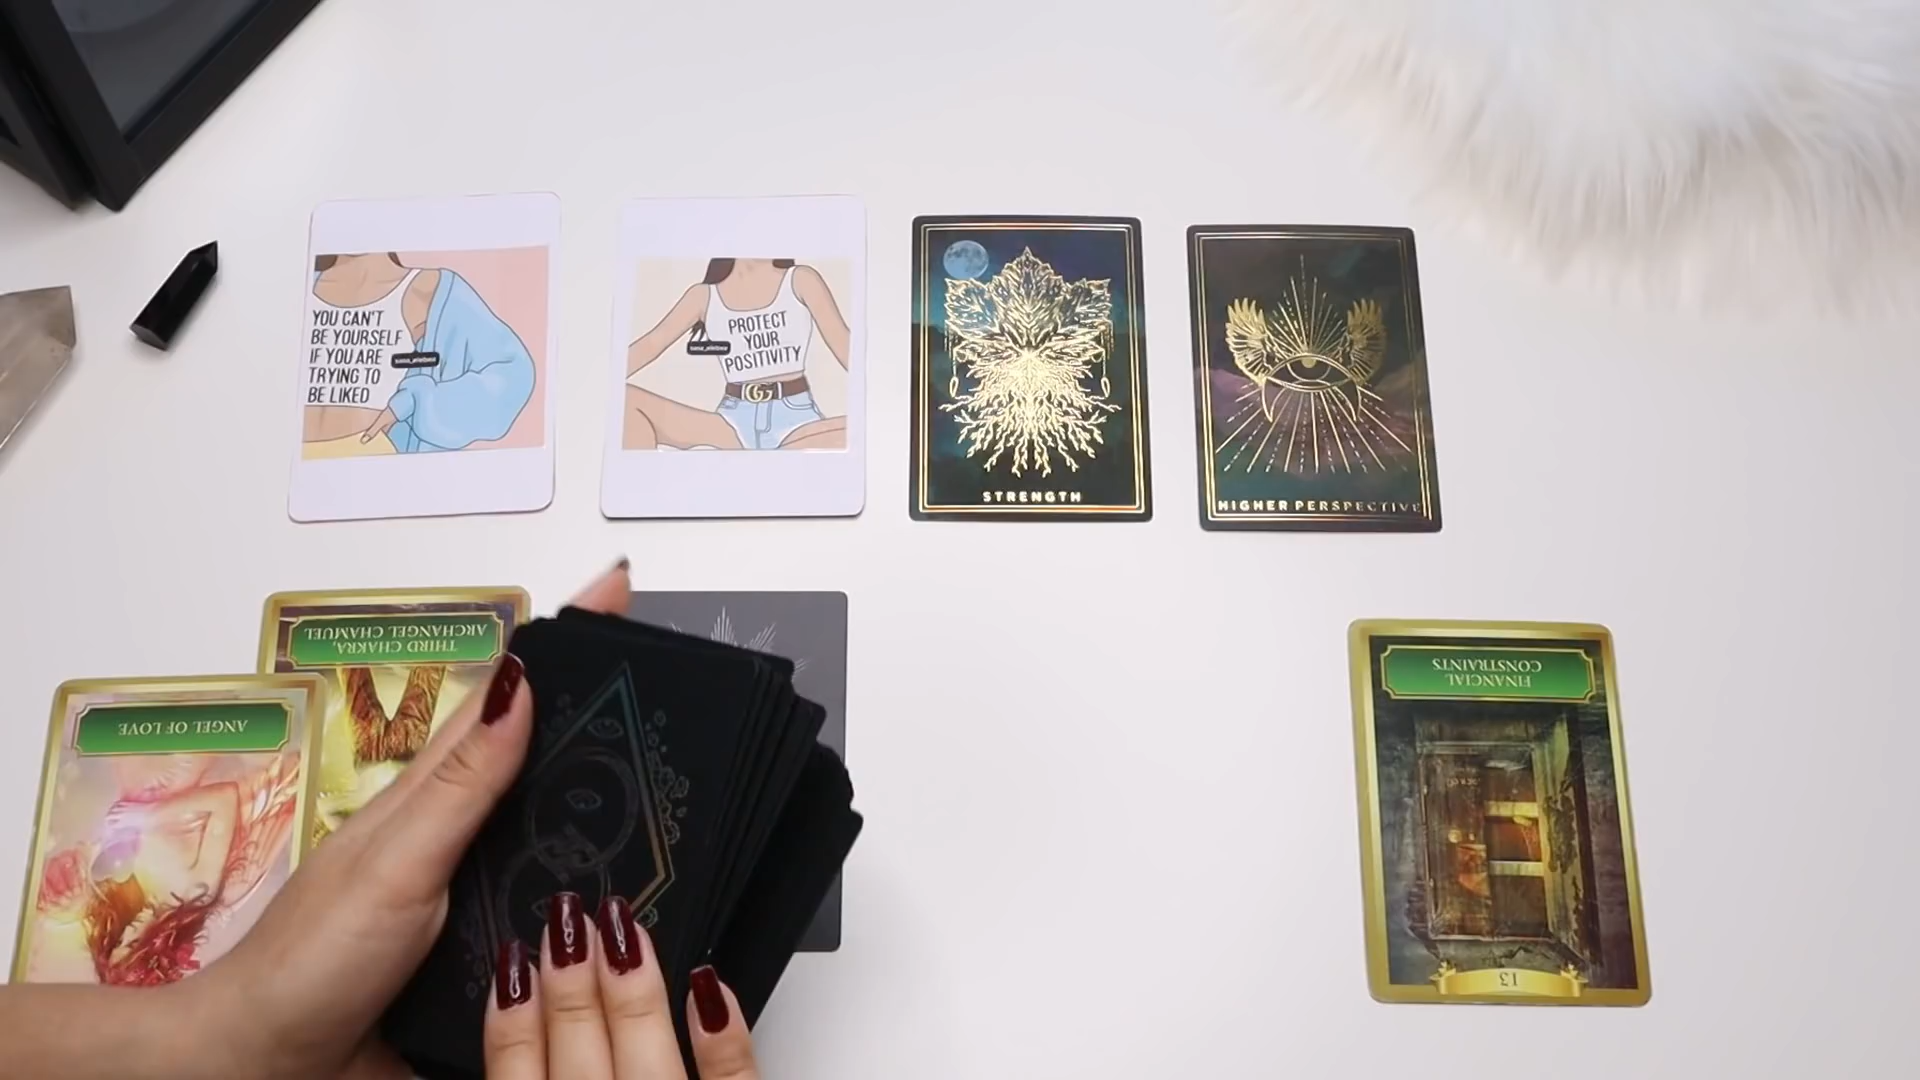 YOU CAN'T
BE YOURSELF
IF YOU ARE
TRYING TO
BE LIKED
PROTECT
YOUR
POSITIVITY
STRENGTH
HIGHER PERSPECTIVE
THIRD CHAKRA,
ARCHANGEL CHAMUEL
ANGEL OF LOVE
FINANCIAL
CONSTRAINTS
13